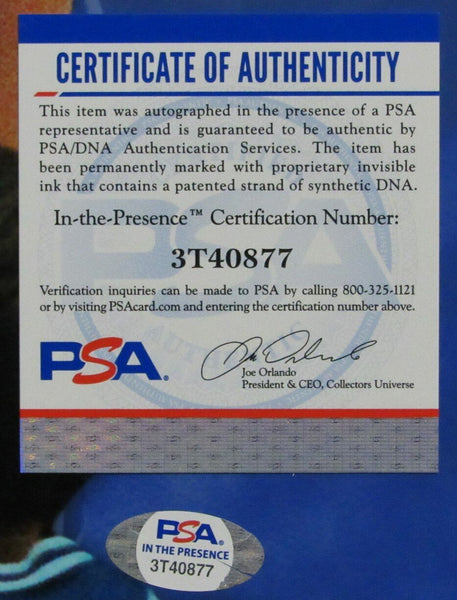 CERTIFICATE OF AUTHENTICITY
This item was autographed in the presence of a PSA
representative and is guaranteed to be authentic by
PSA/DNA Authentication Services. The item has
been permanently marked with proprietary invisible
ink that contains a patented strand of synthetic DNA.
In-the-Presence™ Certification Number:
3T40877
Verification inquiries can be made to PSA by calling 800-325-1121
or by visiting PSAcard.com and entering the certification number above.
PSA.
Joe Orlando
President & CEO, Collectors Universe
PSA
IN THE PRESENCE
3T40877